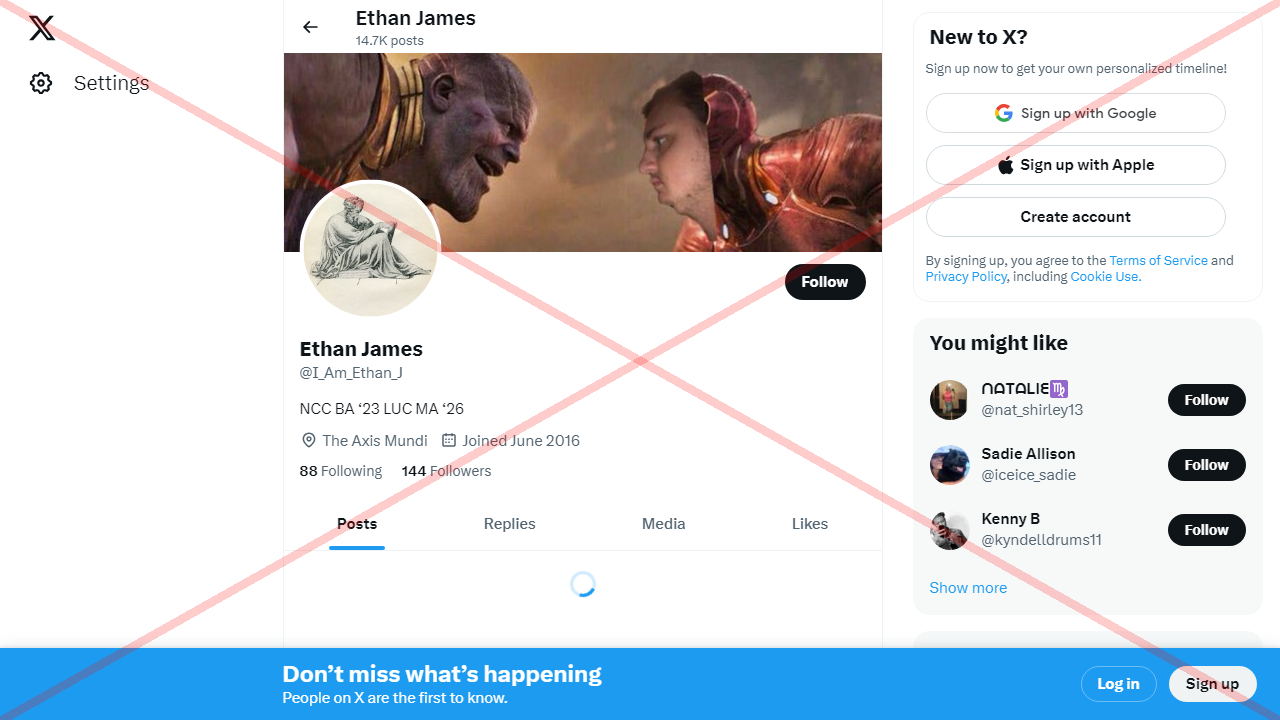 Settings
Ethan James
14.7K posts
Follow
Ethan James
@I_Am_Ethan_J
NCC BA ‘23 LUC MA ‘26
The Axis Mundi Joined June 2016
88 Following 144 Followers
Posts Replies Media Likes
New to X?
Sign up now to get your own personalized timeline!
Sign up with Google
Sign up with Apple
Create account
By signing up, you agree to the Terms of Service and
Privacy Policy, including Cookie Use.
You might like
ᑎᗩTᗩᒪIE♍
@nat_shirley13
Follow
Sadie Allison
@iceice_sadie
Follow
Kenny B
@kyndelldrums11
Follow
Show more
Don’t miss what’s happening
People on X are the first to know.
Log in
Sign up